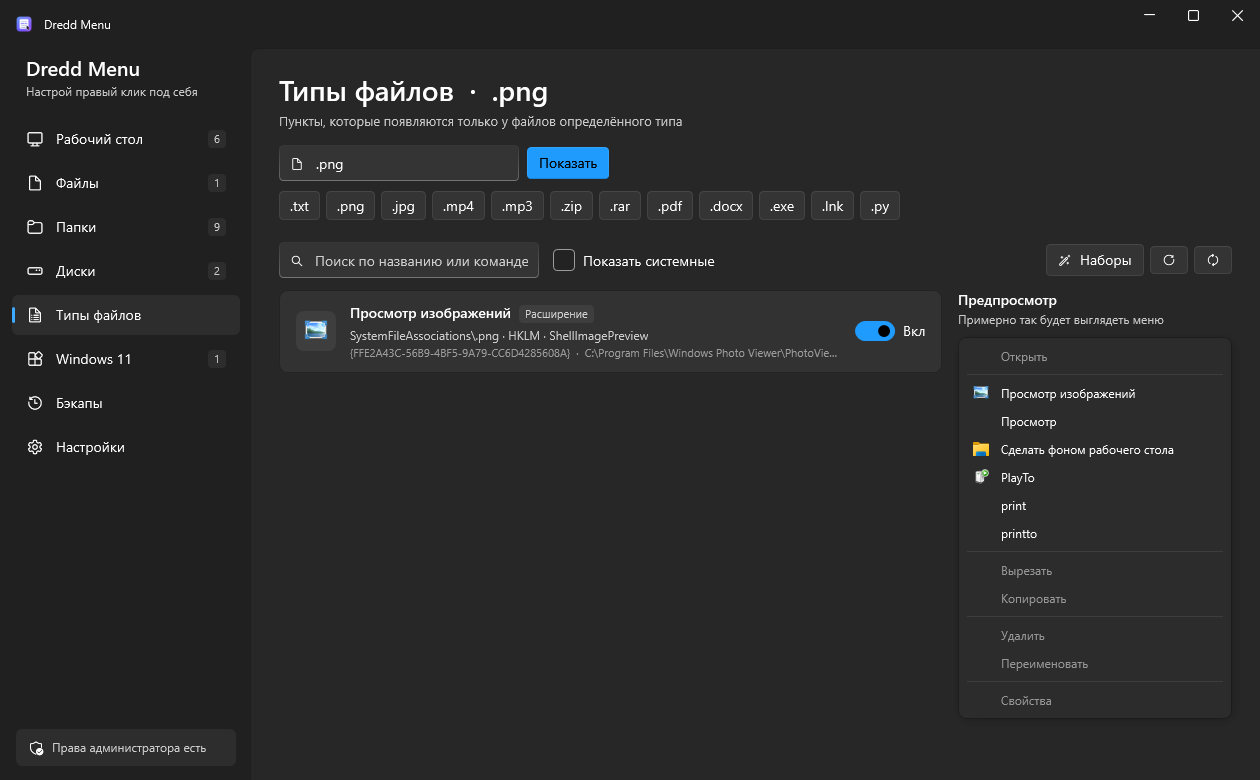 Dredd Menu
Dredd Menu
Настрой правый клик под себя
Рабочий стол 6
Файлы 1
Папки 9
Диски 2
Типы файлов
Windows 11 1
Бэкапы
Настройки
Права администратора есть
Типы файлов · .png
Пункты, которые появляются только у файлов определённого типа
.png Показать
.txt .png .jpg .mp4 .mp3 .zip .rar .pdf .docx .exe .lnk .py
Поиск по названию или команде Показать системные Наборы
Просмотр изображений Расширение
SystemFileAssociations\.png · HKLM · ShellImagePreview
{FFE2A43C-56B9-4BF5-9A79-CC6D4285608A} · C:\Program Files\Windows Photo Viewer\PhotoVie...
Вкл
Предпросмотр
Примерно так будет выглядеть меню
Открыть
Просмотр изображений
Просмотр
Сделать фоном рабочего стола
PlayTo
print
printto
Вырезать
Копировать
Удалить
Переименовать
Свойства